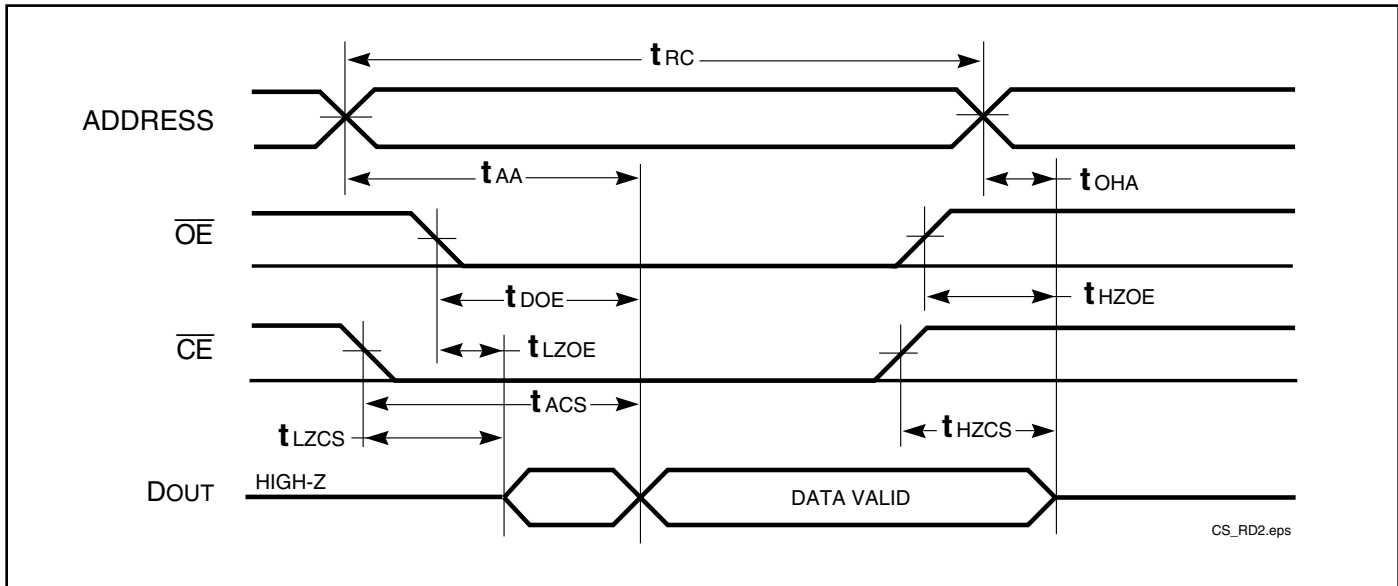 tRC
ADDRESS
tAA
tOHA
OE
tDOE
tHZOE
CE
tLZOE
tACS
tLZCS
tHZCS
DOUT
HIGH-Z
DATA VALID
CS_RD2.eps